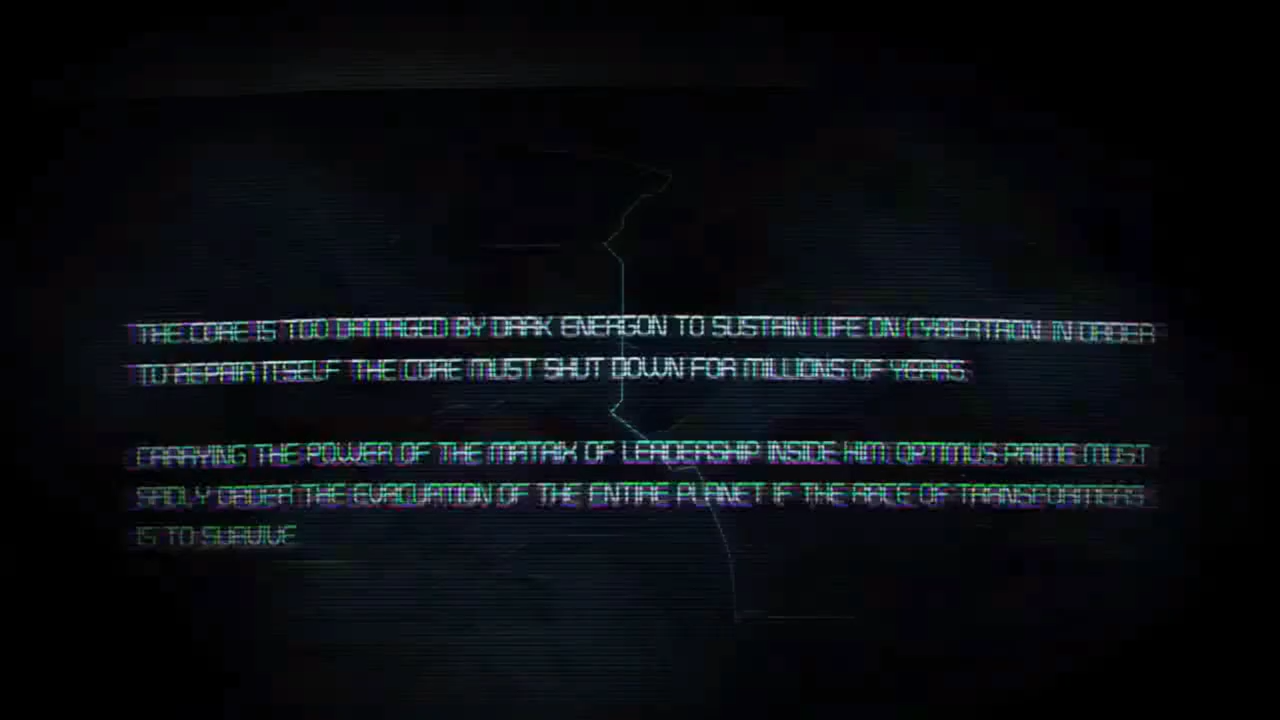 THE CORE IS TOO DAMAGED BY DARK ENERGON TO SUSTAIN LIFE ON CYBERTRON. IN ORDER
TO REPAIR ITSELF THE CORE MUST SHUT DOWN FOR MILLIONS OF YEARS.
CARRYING THE POWER OF THE MATRIX OF LEADERSHIP INSIDE HIM, OPTIMUS PRIME MUST
SADLY ORDER THE EVACUATION OF THE ENTIRE PLANET IF THE RACE OF TRANSFORMERS
IS TO SURVIVE